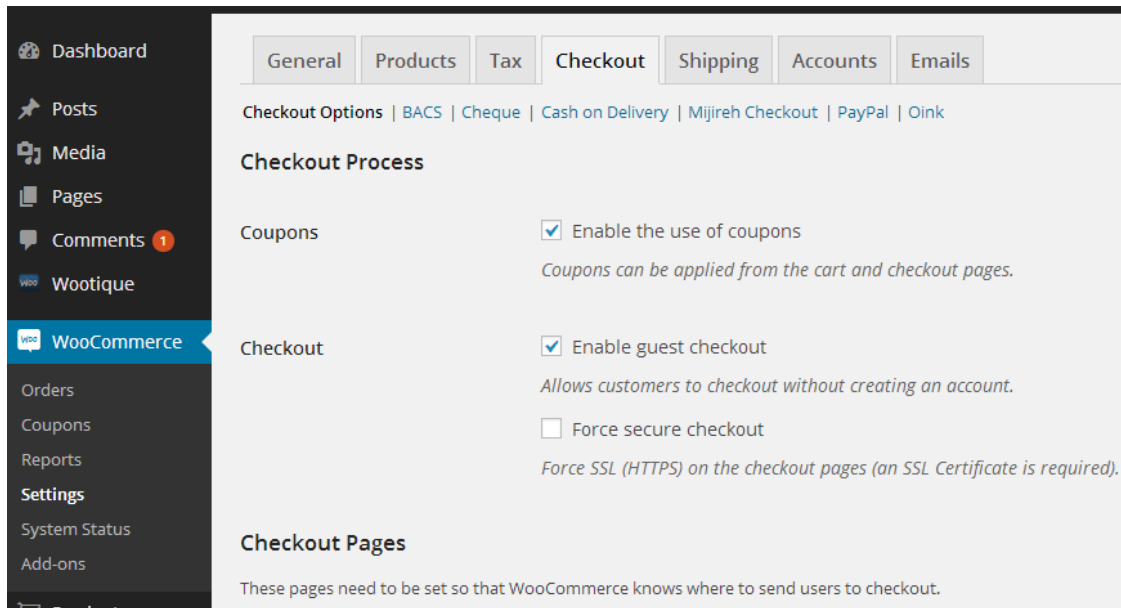 Dashboard
Posts
Media
Pages
Comments 1
Woo Wootique
Woo WooCommerce
Orders
Coupons
Reports
Settings
System Status
Add-ons
General Products Tax Checkout Shipping Accounts Emails
Checkout Options | BACS | Cheque | Cash on Delivery | Mijireh Checkout | PayPal | Oink
Checkout Process
Coupons
Enable the use of coupons
Coupons can be applied from the cart and checkout pages.
Checkout
Enable guest checkout
Allows customers to checkout without creating an account.
Force secure checkout
Force SSL (HTTPS) on the checkout pages (an SSL Certificate is required).
Checkout Pages
These pages need to be set so that WooCommerce knows where to send users to checkout.